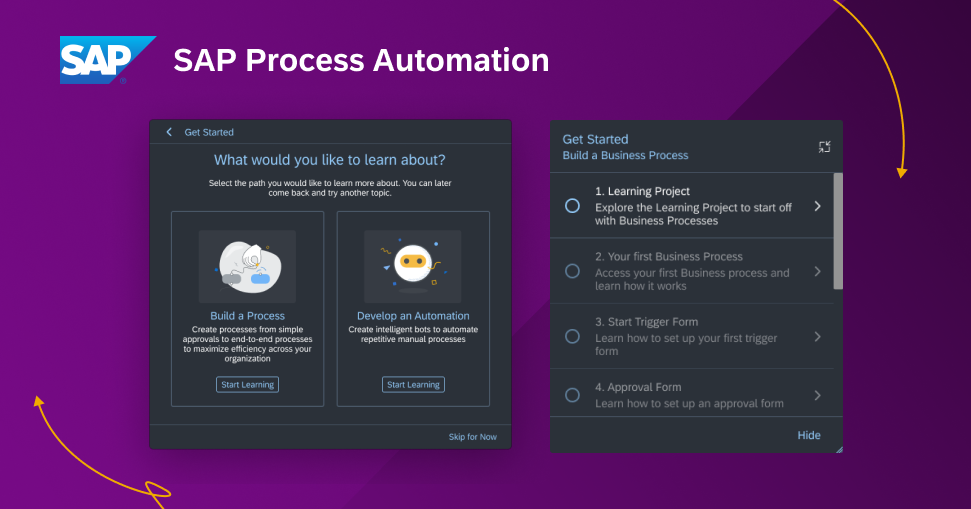 SAP
SAP Process Automation
Get Started
What would you like to learn about?
Select the path you would like to learn more about. You can later
come back and try another topic.
Build a Process
Create processes from simple
approvals to end-to-end processes
to maximize efficiency across your
organization
Start Learning
Develop an Automation
Create intelligent bots to automate
repetitive manual processes
Start Learning
Skip for Now
Get Started
Build a Business Process
1. Learning Project
Explore the Learning Project to start off
with Business Processes
2. Your first Business Process
Access your first Business process and
learn how it works
3. Start Trigger Form
Learn how to set up your first trigger
form
4. Approval Form
Learn how to set up an approval form
Hide